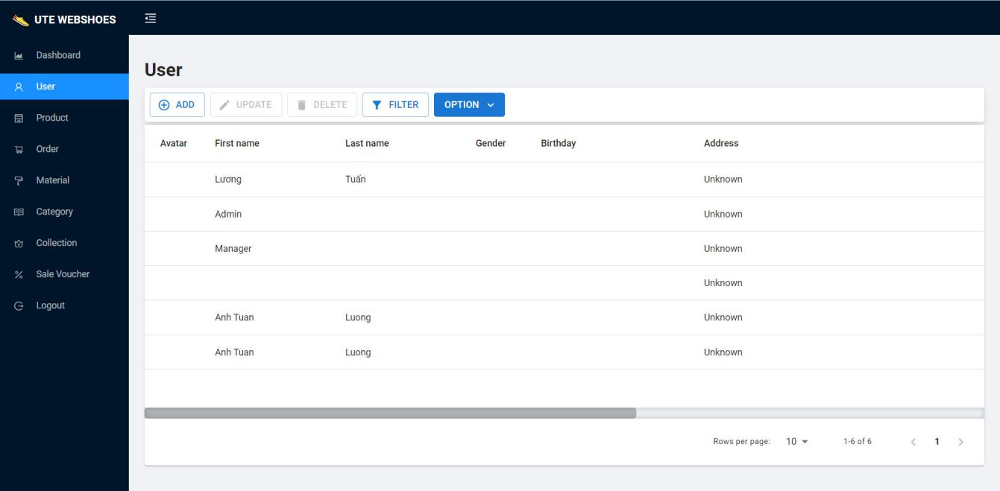 UTE WEBSHOES
Dashboard
User
Product
Order
Material
Category
Collection
Sale Voucher
Logout
User
ADD UPDATE DELETE FILTER OPTION
Avatar First name Last name Gender Birthday Address
Lương Tuấn Unknown
Admin Unknown
Manager Unknown
Unknown
Anh Tuan Luong Unknown
Anh Tuan Luong Unknown
Rows per page: 10 1-6 of 6 1